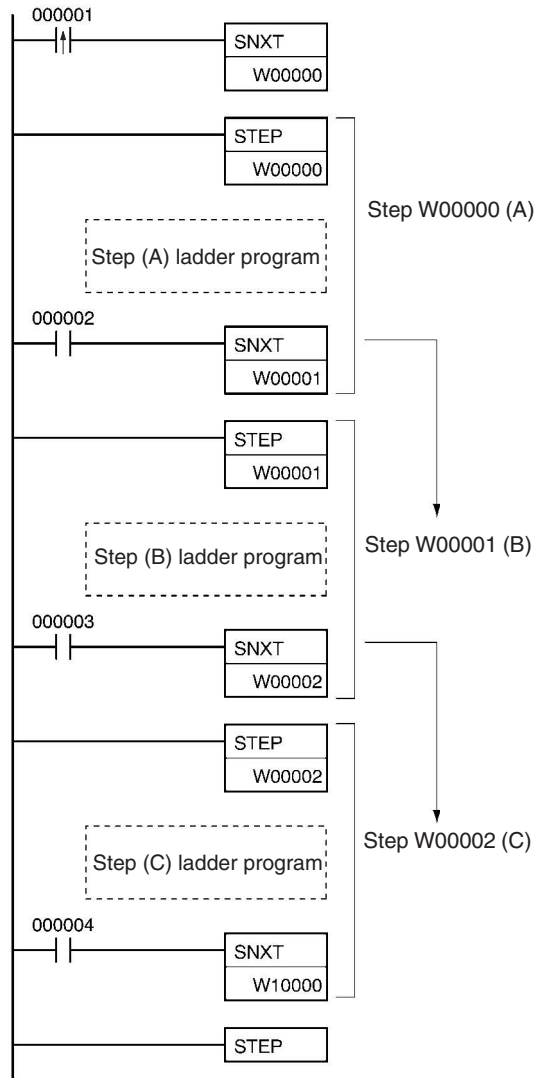 000001
SNXT
W00000
STEP
W00000
Step W00000 (A)
Step (A) ladder program
000002
SNXT
W00001
STEP
W00001
Step (B) ladder program
Step W00001 (B)
000003
SNXT
W00002
STEP
W00002
Step W00002 (C)
Step (C) ladder program
000004
SNXT
W10000
STEP